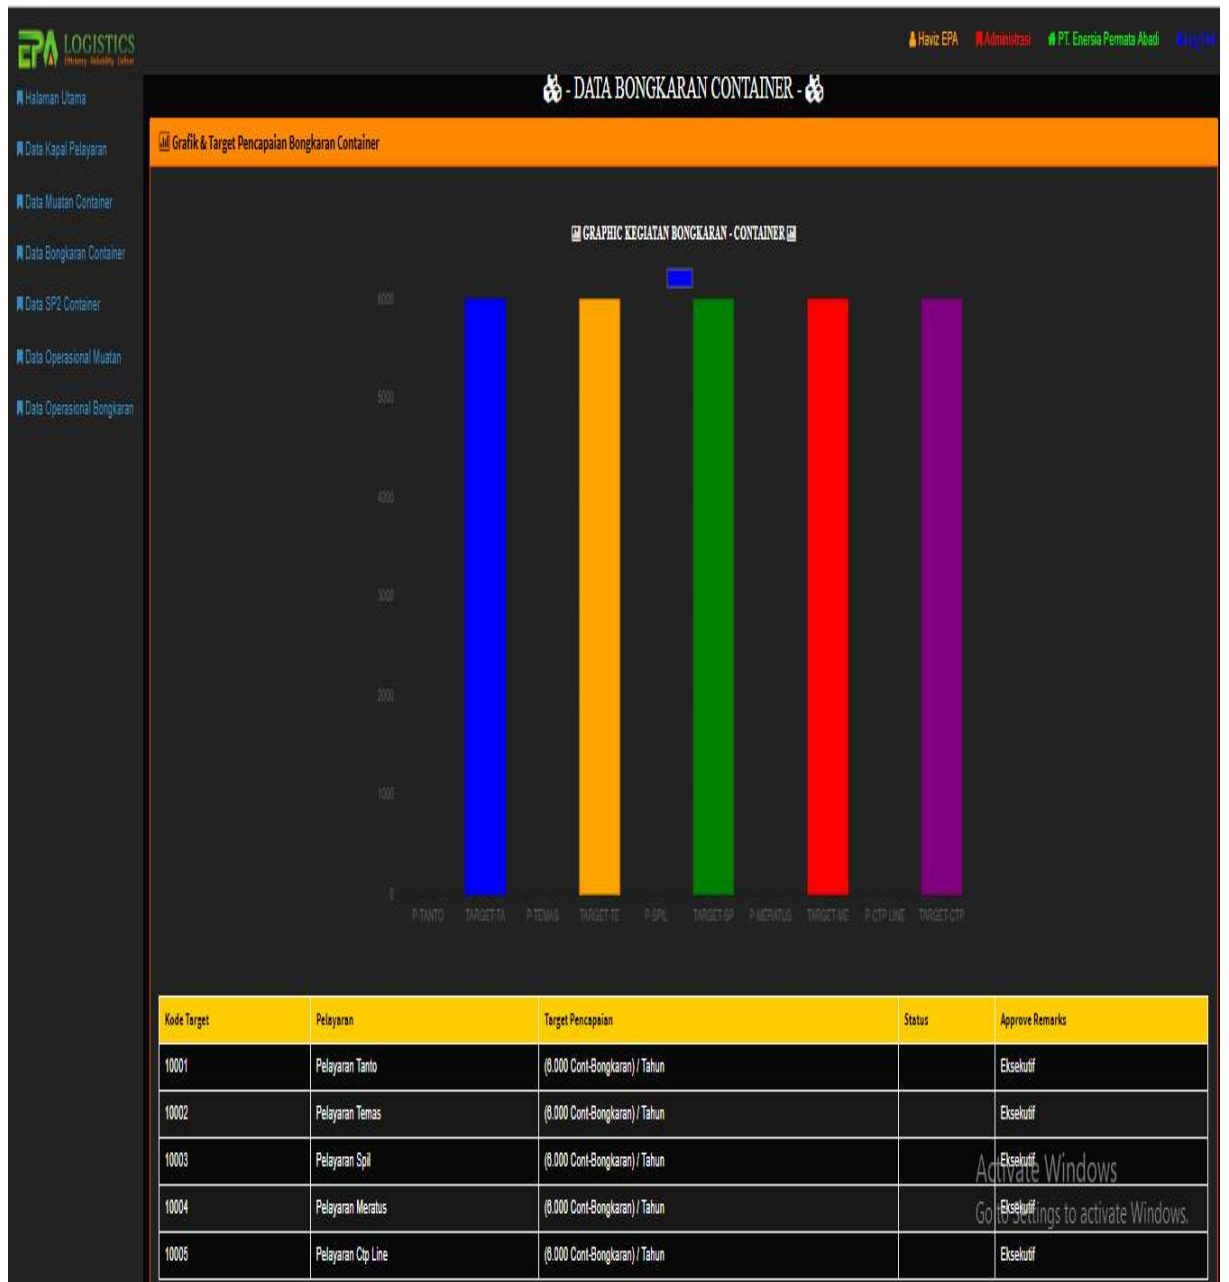 EPA LOGISTICS
Haviz EPA Administrasi PT. Enersia Permata Abadi
Halaman Utama
Data Kapal Pelayaran
Data Muatan Container
Data Bongkaran Container
Data SP2 Container
Data Operasional Muatan
Data Operasional Bongkaran
- DATA BONGKARAN CONTAINER -
Grafik & Target Pencapaian Bongkaran Container
GRAPHIC KEGIATAN BONGKARAN - CONTAINER
6000
5000
4000
3000
2000
1000
0
P-TANTO TARGET-TA P-TEMAS TARGET-TE P-SPIL TARGET-SP P-MERATUS TARGET-ME P-CTP LINE TARGET-CTP
Kode Target Pelayaran Target Pencapaian Status Approve Remarks
10001 Pelayaran Tanto (6.000 Cont-Bongkaran) / Tahun Eksekutif
10002 Pelayaran Temas (6.000 Cont-Bongkaran) / Tahun Eksekutif
10003 Pelayaran Spil (6.000 Cont-Bongkaran) / Tahun Eksekutif
10004 Pelayaran Meratus (6.000 Cont-Bongkaran) / Tahun Eksekutif
10005 Pelayaran Ctp Line (6.000 Cont-Bongkaran) / Tahun Eksekutif
Activate Windows
Go to Settings to activate Windows.